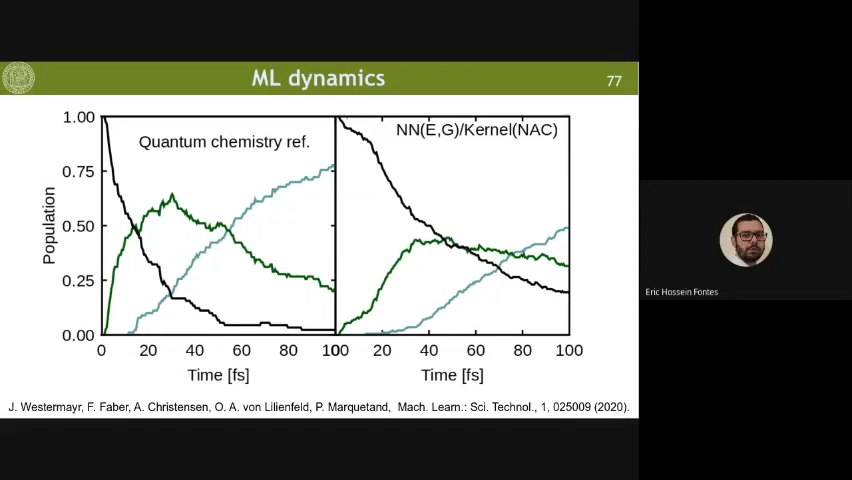 ML dynamics
77
Quantum chemistry ref.
NN(E,G)/Kernel(NAC)
Population
1.00
0.75
0.50
0.25
0.00
0 20 40 60 80 100
0 20 40 60 80 100
Time [fs]
Time [fs]
J. Westermayr, F. Faber, A. Christensen, O. A. von Lilienfeld, P. Marquetand, Mach. Learn.: Sci. Technol., 1, 025009 (2020).
Eric Hossein Fontes